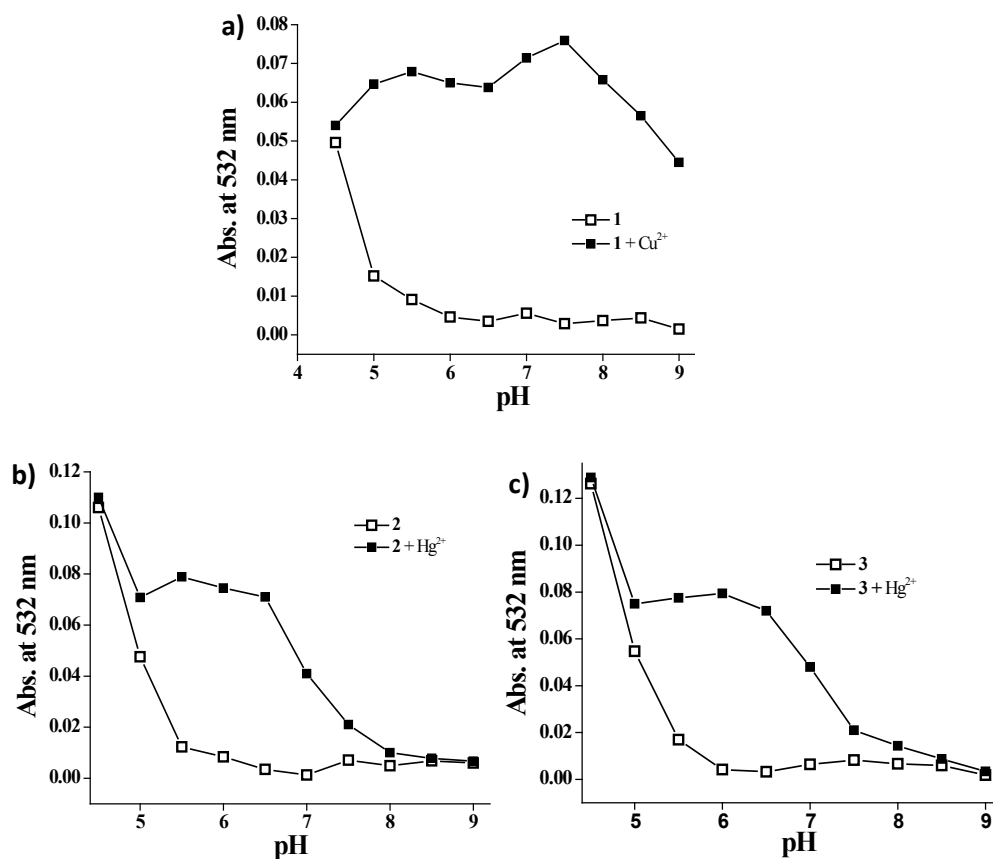 a)
0.08
0.07
0.06
0.05
0.04
0.03
0.02
0.01
0.00
Abs. at 532 nm
1
1 + Cu²⁺
4 5 6 7 8 9
pH
b)
0.12
0.10
0.08
0.06
0.04
0.02
0.00
Abs. at 532 nm
2
2 + Hg²⁺
5 6 7 8 9
pH
c)
0.12
0.10
0.08
0.06
0.04
0.02
0.00
Abs. at 532 nm
3
3 + Hg²⁺
5 6 7 8 9
pH